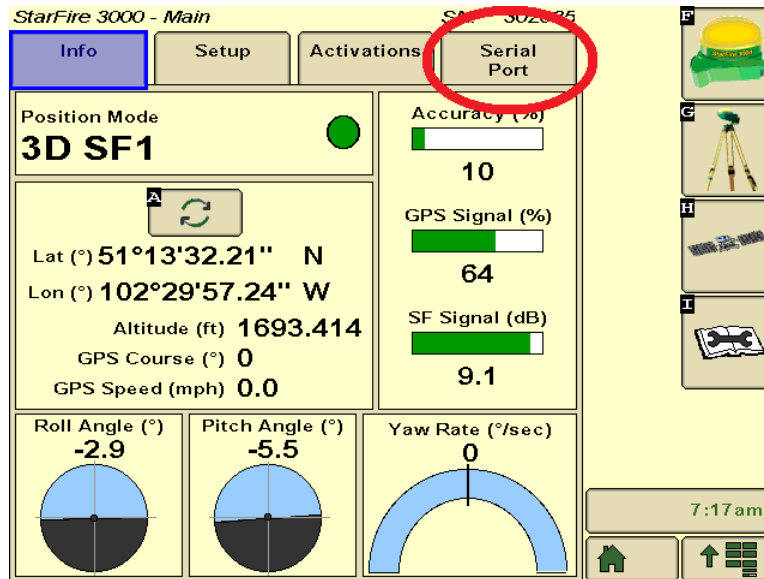 StarFire 3000 - Main
Info
Setup
Activations
Serial
Port
Position Mode
3D SF1
Accuracy (%)
10
A
GPS Signal (%)
64
Lat (°) 51°13'32.21" N
Lon (°) 102°29'57.24" W
Altitude (ft) 1693.414
GPS Course (°) 0
GPS Speed (mph) 0.0
SF Signal (dB)
9.1
Roll Angle (°)
-2.9
Pitch Angle (°)
-5.5
Yaw Rate (°/sec)
0
F
G
H
I
7:17am